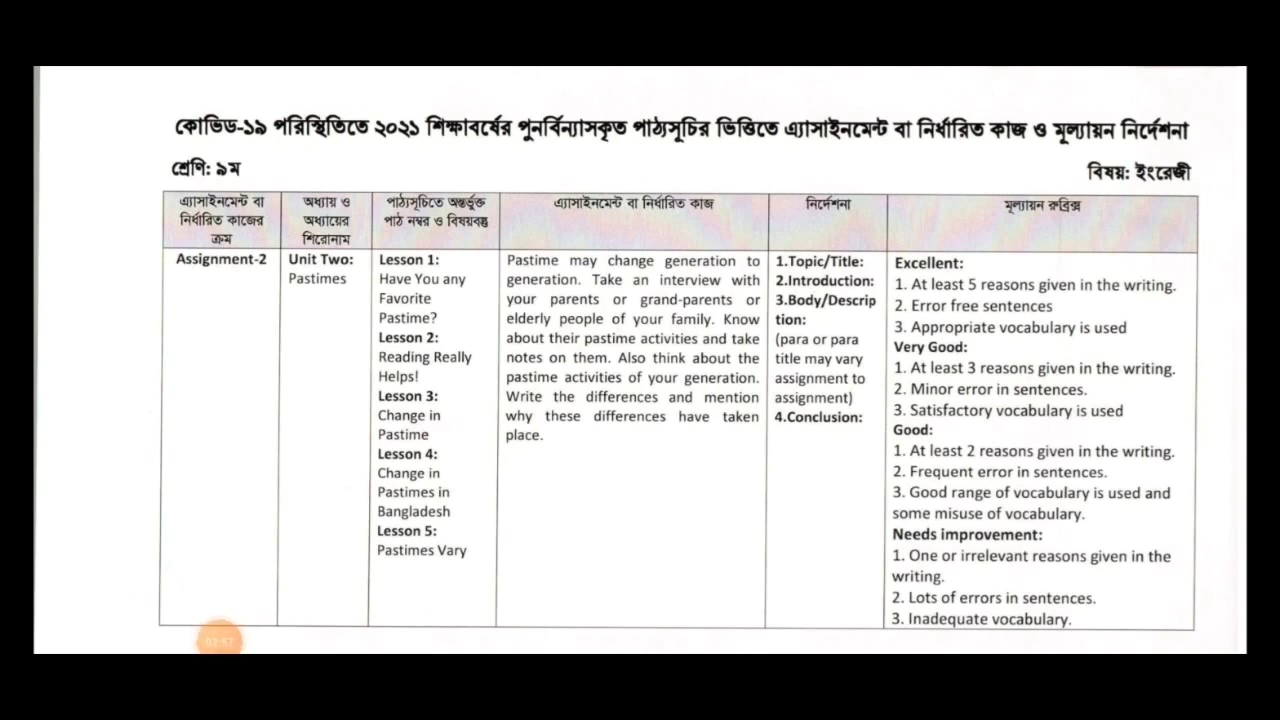 কোভিড-১৯ পরিস্থিতিতে ২০২১ শিক্ষাবর্ষের পুনর্বিন্যাসকৃত পাঠ্যসূচির ভিত্তিতে এ্যাসাইনমেন্ট বা নির্ধারিত কাজ ও মূল্যায়ন নির্দেশনা
শ্রেণি: ৯ম
বিষয়: ইংরেজী
এ্যাসাইনমেন্ট বা
নির্ধারিত কাজের
ক্রম
অধ্যায় ও
অধ্যায়ের
শিরোনাম
পাঠ্যসূচিতে অন্তর্ভুক্ত
পাঠ নম্বর ও বিষয়বস্তু
এ্যাসাইনমেন্ট বা নির্ধারিত কাজ
নির্দেশনা
মূল্যায়ন রুব্রিক্স
Assignment-2
Unit Two:
Pastimes
Lesson 1:
Have You any
Favorite
Pastime?
Lesson 2:
Reading Really
Helps!
Lesson 3:
Change in
Pastime
Lesson 4:
Change in
Pastimes in
Bangladesh
Lesson 5:
Pastimes Vary
Pastime may change generation to
generation. Take an interview with
your parents or grand-parents or
elderly people of your family. Know
about their pastime activities and take
notes on them. Also think about the
pastime activities of your generation.
Write the differences and mention
why these differences have taken
place.
1.Topic/Title:
2.Introduction:
3.Body/Descrip
tion:
(para or para
title may vary
assignment to
assignment)
4.Conclusion:
Excellent:
1. At least 5 reasons given in the writing.
2. Error free sentences
3. Appropriate vocabulary is used
Very Good:
1. At least 3 reasons given in the writing.
2. Minor error in sentences.
3. Satisfactory vocabulary is used
Good:
1. At least 2 reasons given in the writing.
2. Frequent error in sentences.
3. Good range of vocabulary is used and
some misuse of vocabulary.
Needs improvement:
1. One or irrelevant reasons given in the
writing.
2. Lots of errors in sentences.
3. Inadequate vocabulary.
02:57